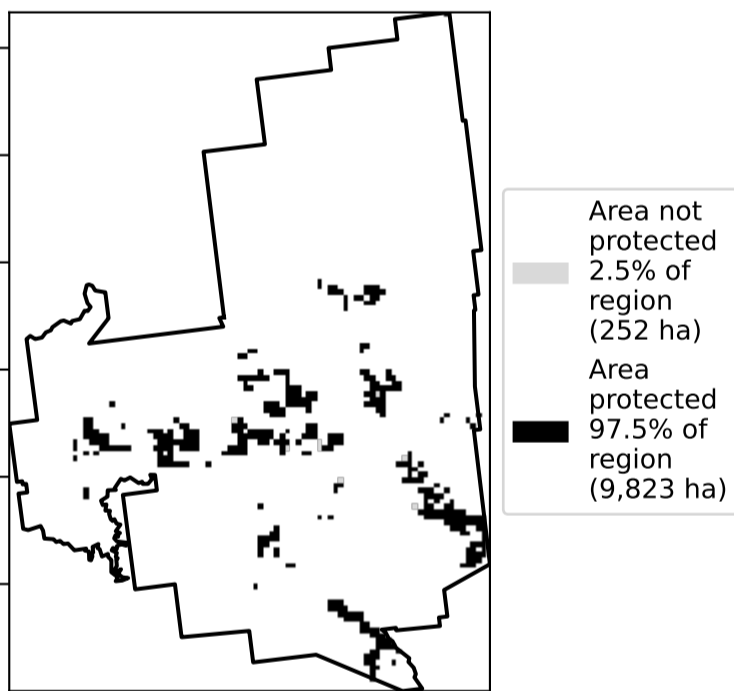 Area not
protected
2.5% of
region
(252 ha)
Area
protected
97.5% of
region
(9,823 ha)